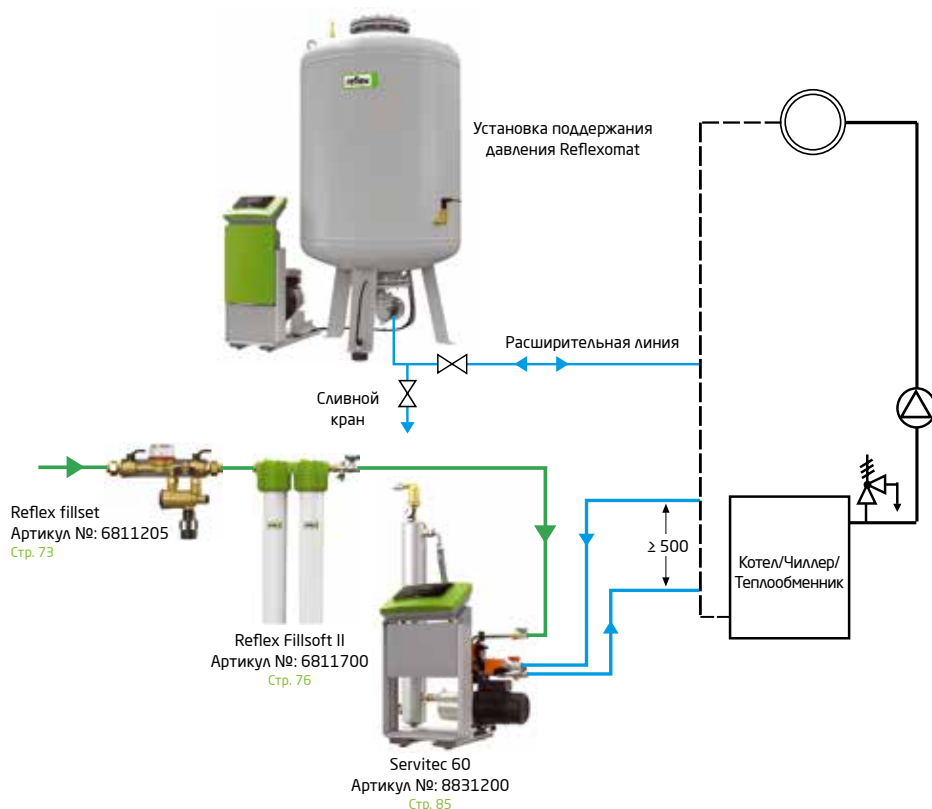 reflex
Установка поддержания
давления Reflexomat
Расширительная линия
Сливной
кран
Reflex fillset
Артикул №: 6811205
Стр. 73
≥ 500
Котел/Чиллер/
Теплообменник
Reflex Fillsoft II
Артикул №: 6811700
Стр. 76
Servitec 60
Артикул №: 8831200
Стр. 85